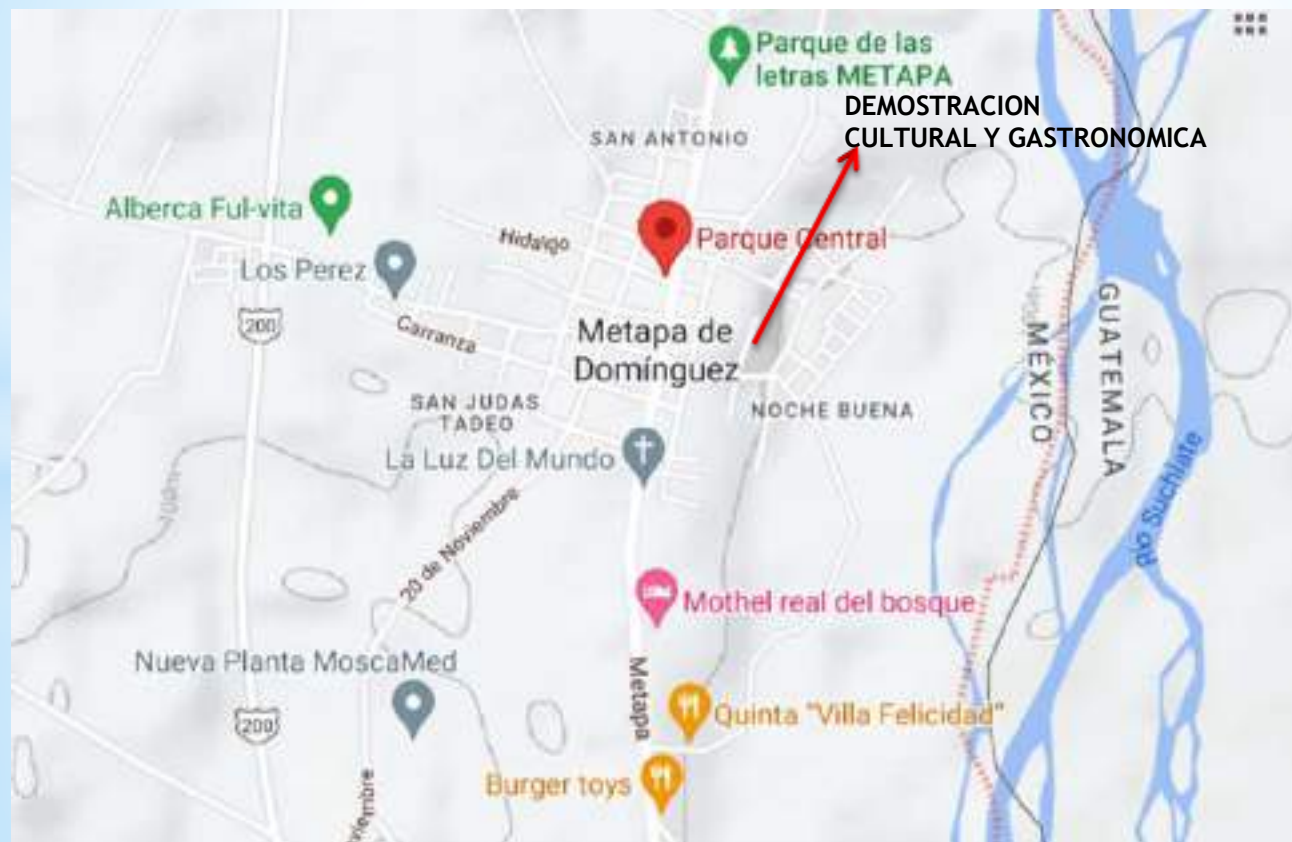 Parque de las
letras METAPA
DEMOSTRACION
CULTURAL Y GASTRONOMICA
SAN ANTONIO
Alberca Ful-vita
Hidalgo
Parque Central
Los Perez
200
Carranza
Metapa de
Domínguez
GUATEMALA
MÉXICO
SAN JUDAS
TADEO
NOCHE BUENA
La Luz Del Mundo
Río Suchiate
20 de Noviembre
Mothel real del bosque
Nueva Planta MoscaMed
Metapa
200
Quinta "Villa Felicidad"
Burger toys
viembre